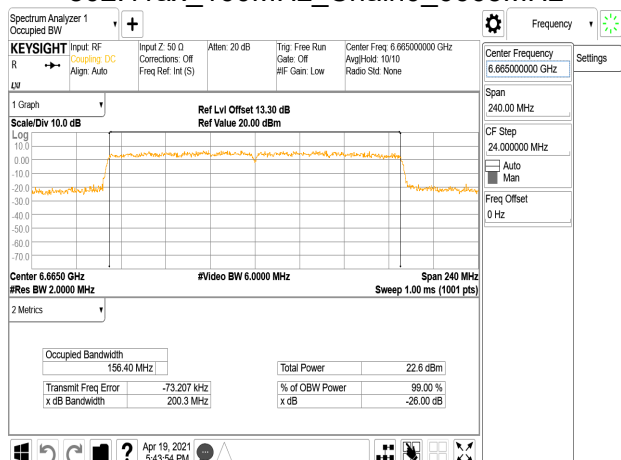 Spectrum Analyzer 1
Occupied BW
Frequency
KEYSIGHT
R
LXI
Input: RF
Coupling: DC
Align: Auto
Input Z: 50 Ω
Corrections: Off
Freq Ref: Int (S)
Atten: 20 dB
Trig: Free Run
Gate: Off
#IF Gain: Low
Center Freq: 6.665000000 GHz
Avg|Hold: 10/10
Radio Std: None
Center Frequency
6.665000000 GHz
Settings
Span
240.00 MHz
CF Step
24.000000 MHz
Auto
Man
Freq Offset
0 Hz
1 Graph
Scale/Div 10.0 dB
Ref Lvl Offset 13.30 dB
Ref Value 20.00 dBm
Log
10.0
0.00
-10.0
-20.0
-30.0
-40.0
-50.0
-60.0
-70.0
Center 6.6650 GHz
#Res BW 2.0000 MHz
#Video BW 6.0000 MHz
Span 240 MHz
Sweep 1.00 ms (1001 pts)
2 Metrics
Occupied Bandwidth
156.40 MHz
Transmit Freq Error -73.207 kHz
x dB Bandwidth 200.3 MHz
Total Power 22.6 dBm
% of OBW Power 99.00 %
x dB -26.00 dB
Apr 19, 2021
5:43:54 PM